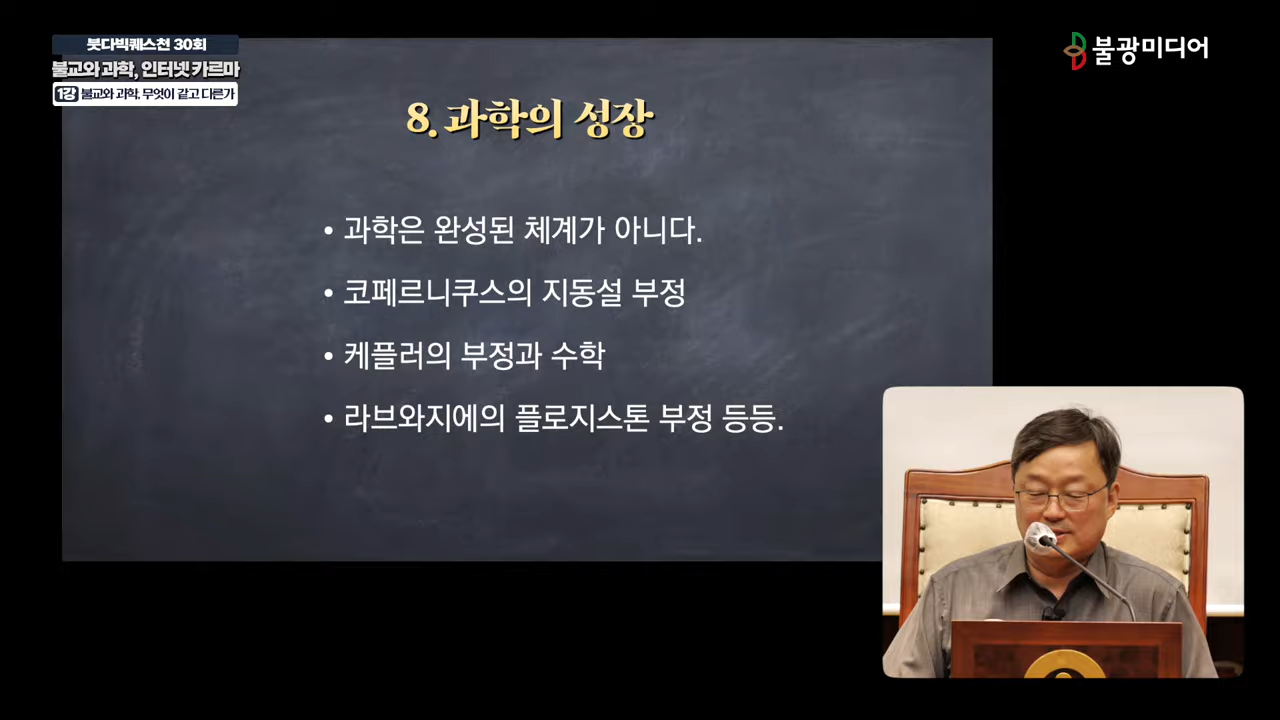 붓다빅퀘스천 30회
불교와 과학, 인터넷 카르마
1강 불교와 과학, 무엇이 같고 다른가
불광미디어
8. 과학의 성장
• 과학은 완성된 체계가 아니다.
• 코페르니쿠스의 지동설 부정
• 케플러의 부정과 수학
• 라브와지에의 플로지스톤 부정 등등.